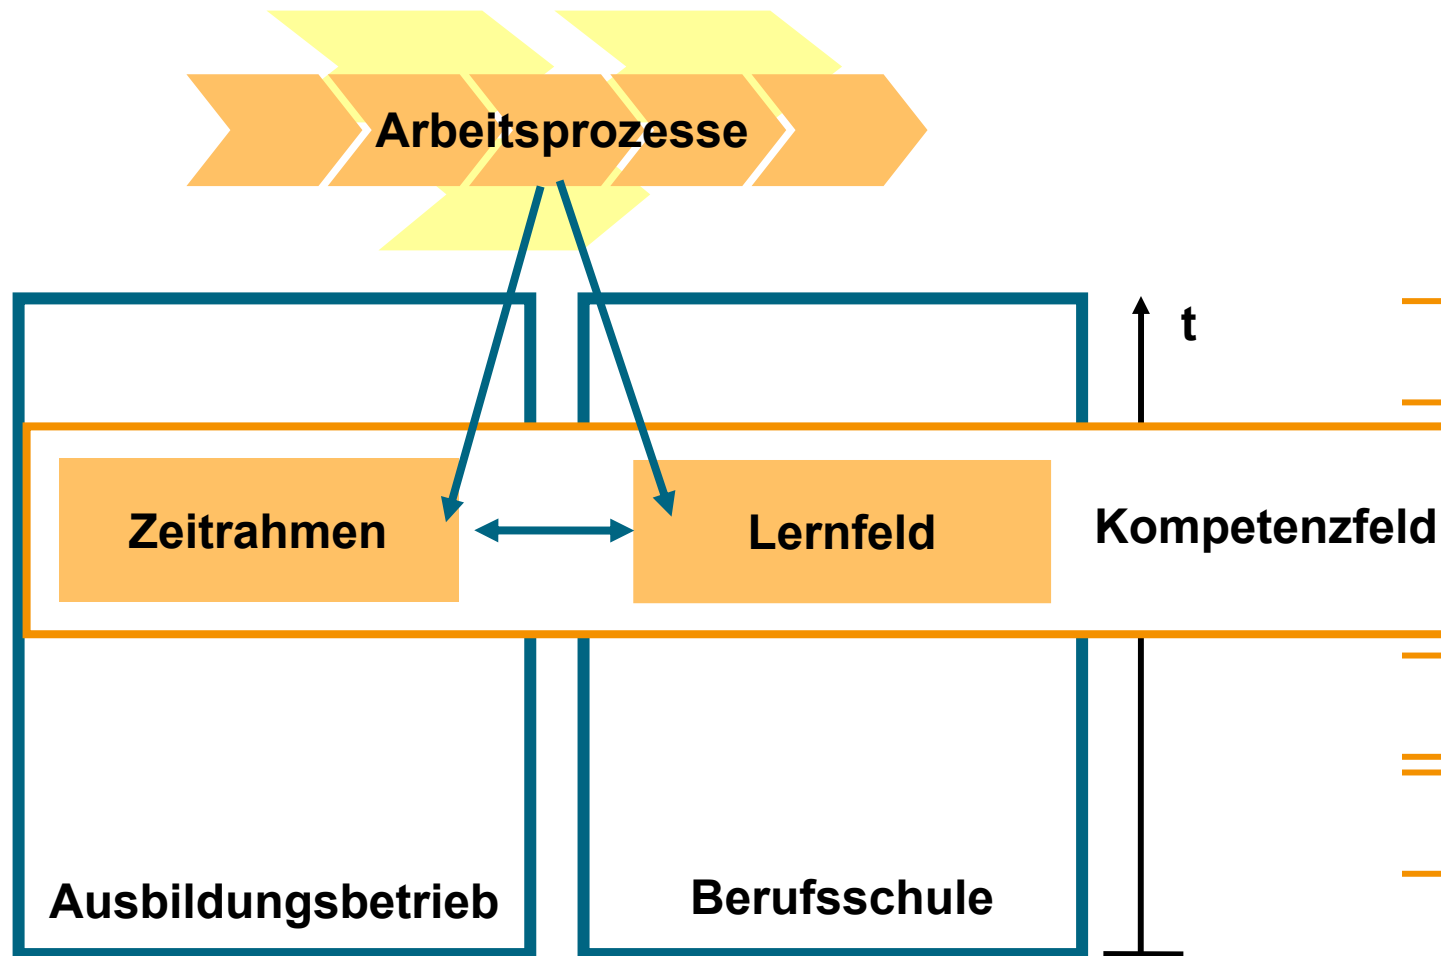 Arbeitsprozesse
t
Zeitrahmen
Lernfeld
Kompetenzfeld
Ausbildungsbetrieb
Berufsschule